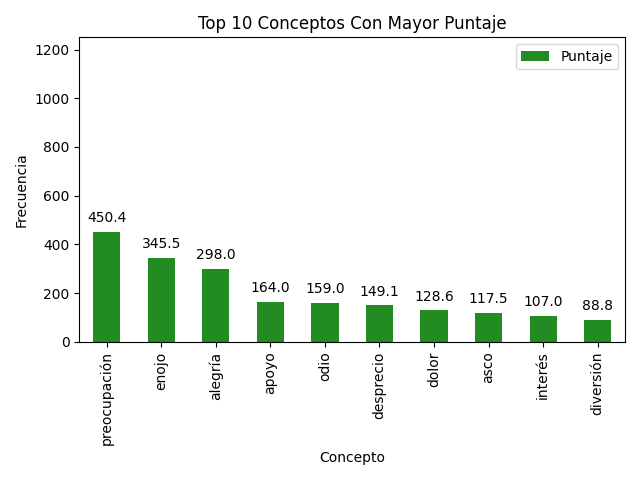 Top 10 Conceptos Con Mayor Puntaje
Puntaje
Frecuencia
1200
1000
800
600
400
200
0
450.4
345.5
298.0
164.0
159.0
149.1
128.6
117.5
107.0
88.8
preocupación
enojo
alegría
apoyo
odio
desprecio
dolor
asco
interés
diversión
Concepto